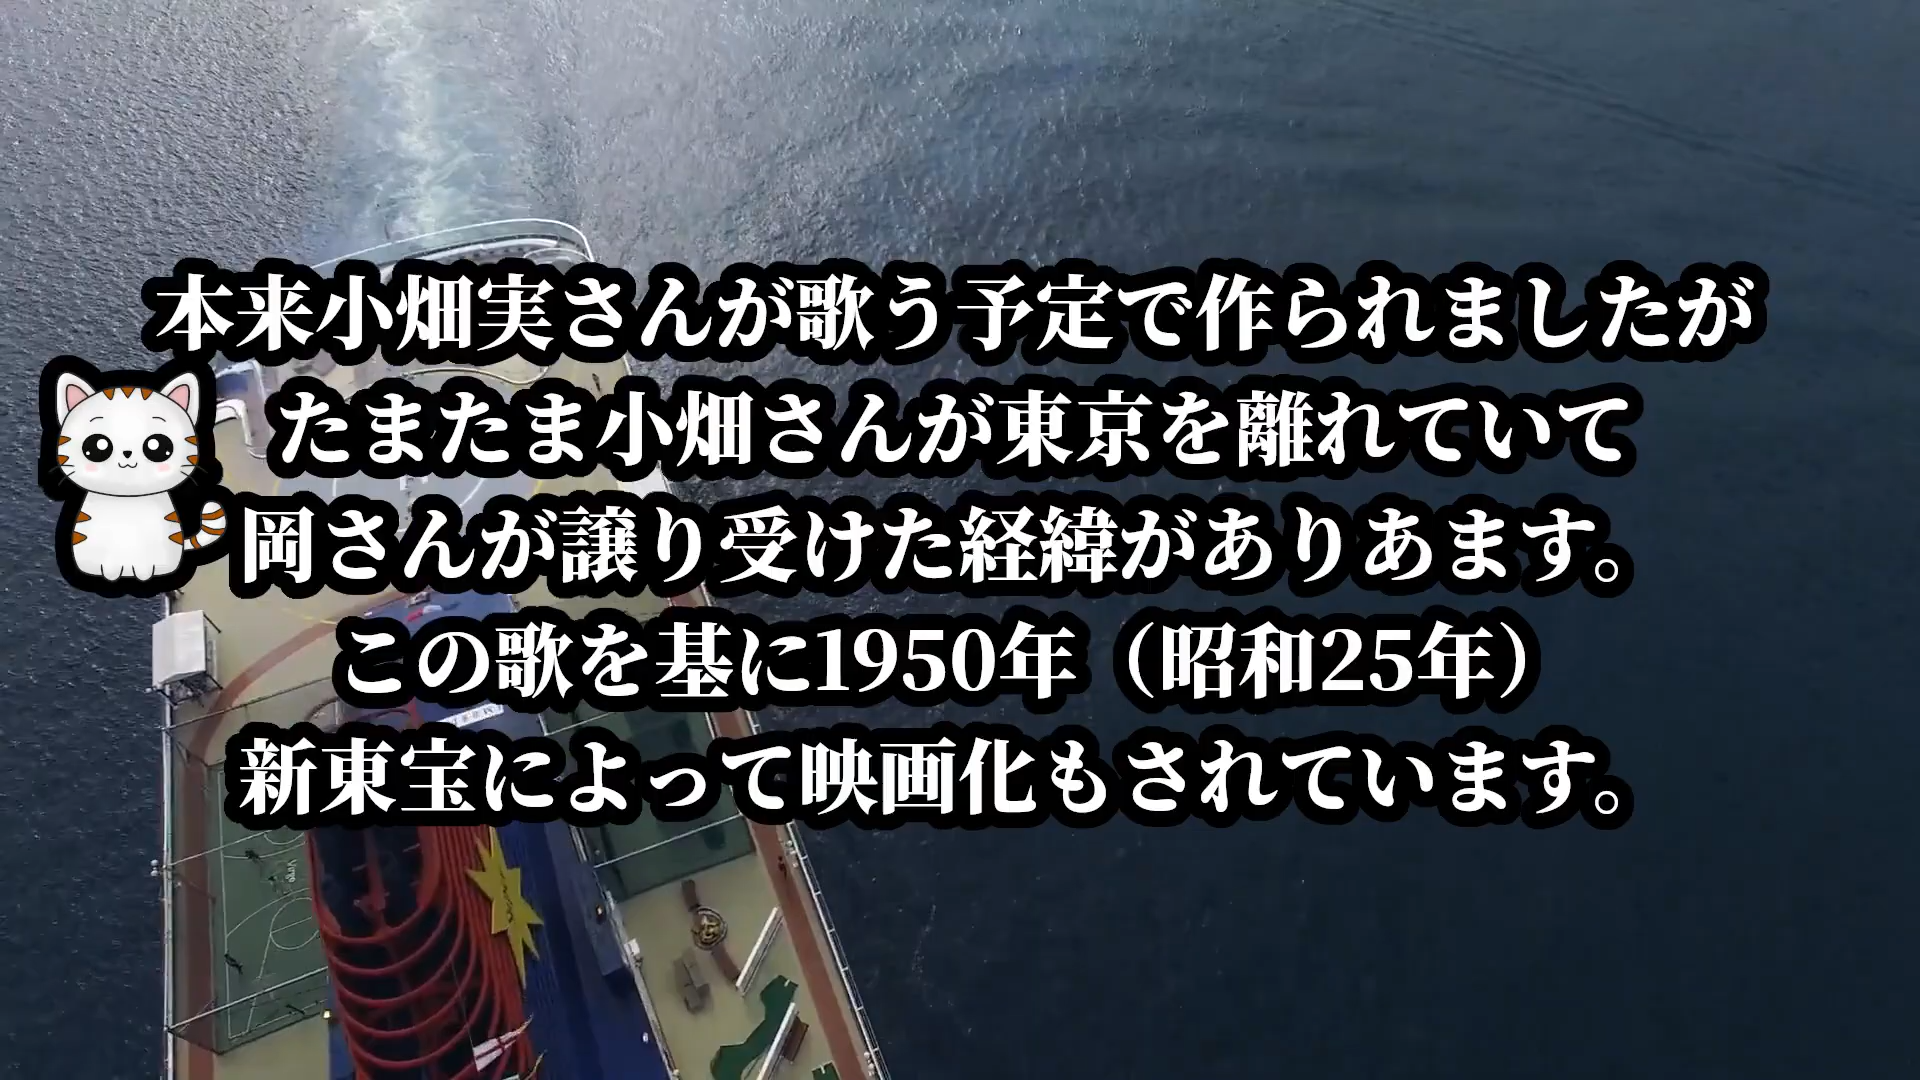 本来小畑実さんが歌う予定で作られましたが
たまたま小畑さんが東京を離れていて
岡さんが譲り受けた経緯がありあます。
この歌を基に1950年（昭和25年）
新東宝によって映画化もされています。